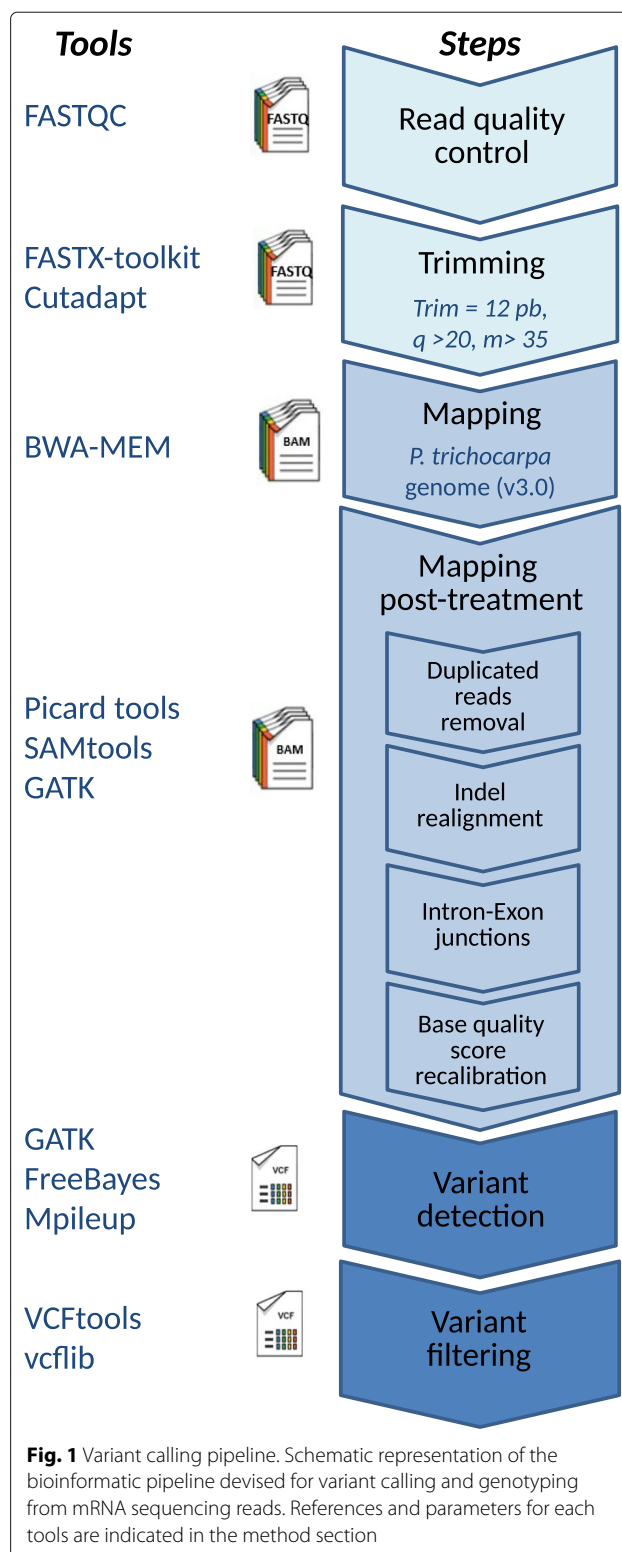 Tools
Steps
FASTQC
FASTQ
Read quality
control
FASTX-toolkit
Cutadapt
FASTQ
Trimming
Trim = 12 pb,
q >20, m> 35
BWA-MEM
BAM
Mapping
P. trichocarpa
genome (v3.0)
Mapping
post-treatment
Picard tools
SAMtools
GATK
BAM
Duplicated
reads
removal
Indel
realignment
Intron-Exon
junctions
Base quality
score
recalibration
GATK
FreeBayes
Mpileup
VCF
Variant
detection
VCFtools
vcflib
VCF
Variant
filtering
Fig. 1 Variant calling pipeline. Schematic representation of the
bioinformatic pipeline devised for variant calling and genotyping
from mRNA sequencing reads. References and parameters for each
tools are indicated in the method section